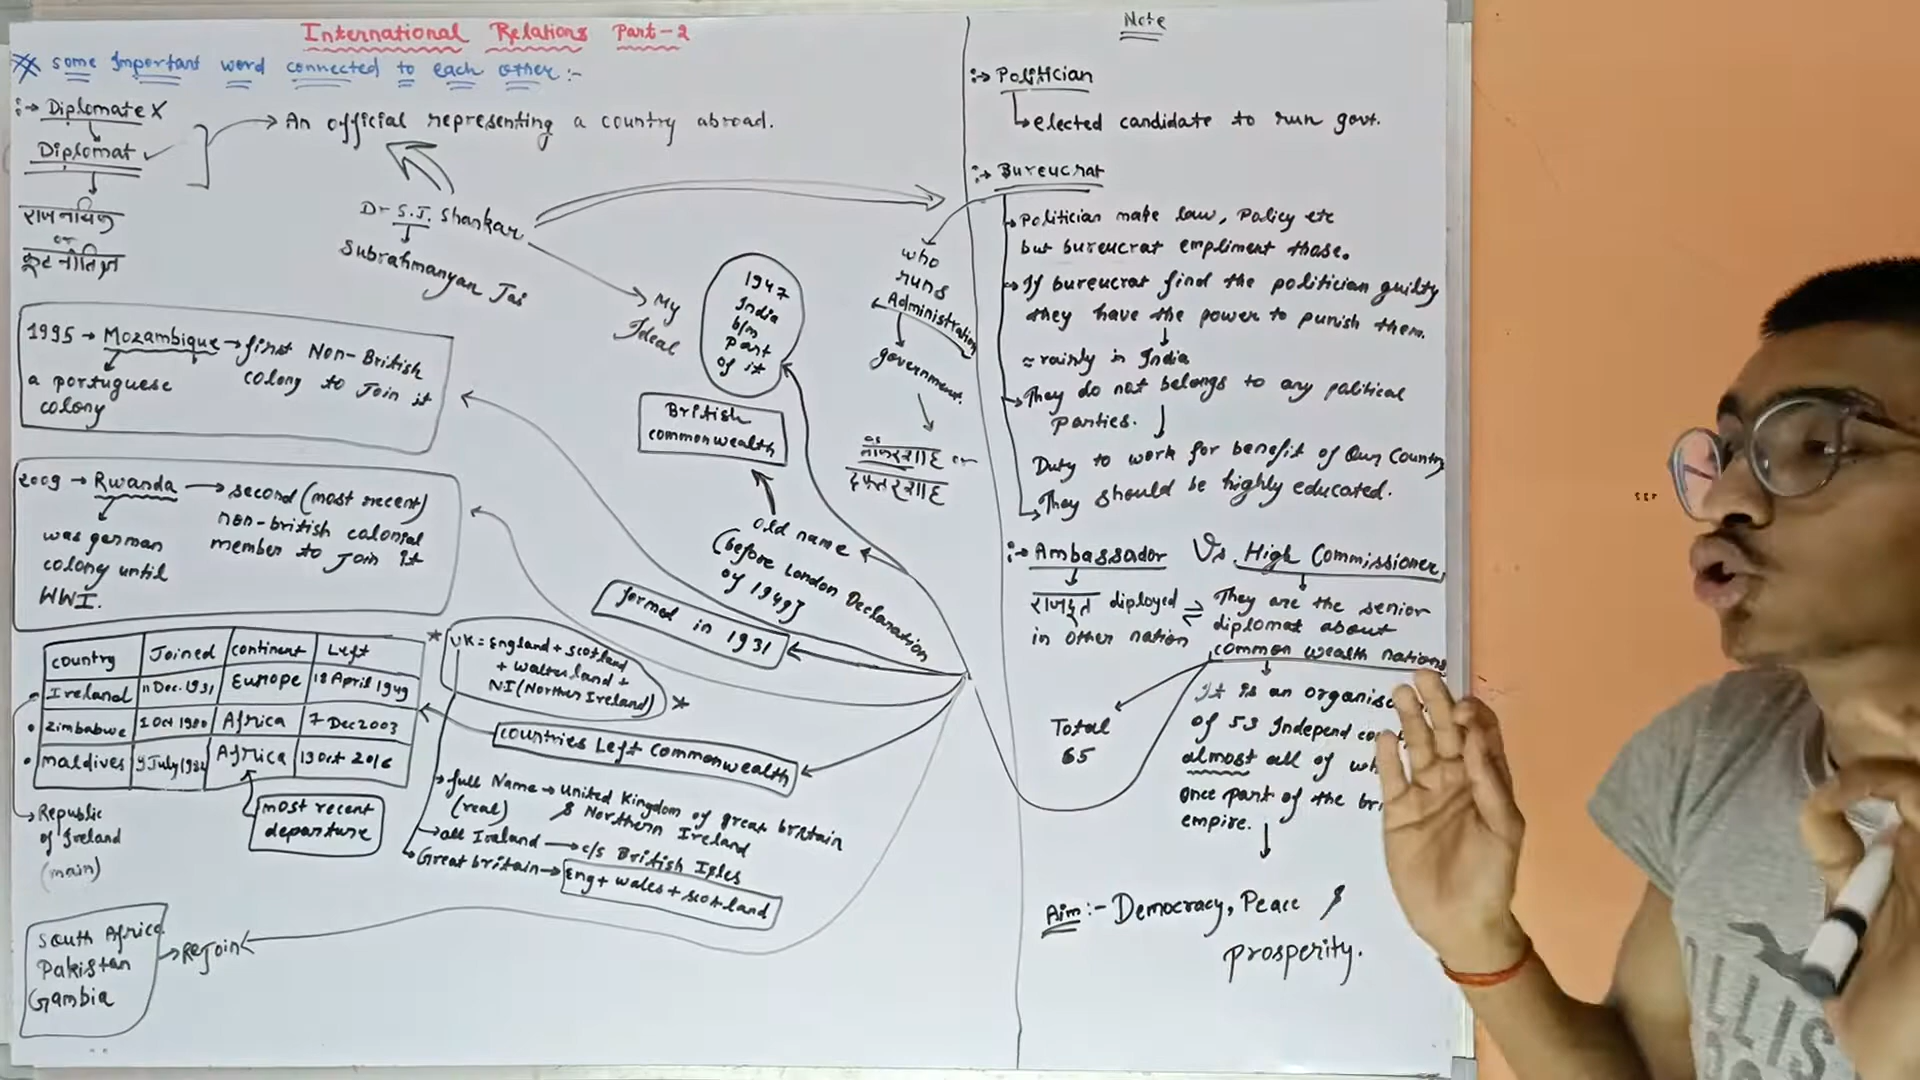 International Relations Part-2
some Important word connected to each other :-
Diplomate X
Diplomat ✓
राजनयिक
or
कूटनीतिज्ञ
An official representing a country abroad.
Dr S.J. Shankar
Subrahmanyan Jai
My
Ideal
1947
India
b/m
Part
of it
British
commonwealth
old name
(before London Declaration
of 1949)
formed in 1931
1995 → Mozambique → first Non-British
colony to Join it
a portuguese
colony
2009 → Rwanda → second (most recent)
non-british colonial
member to Join It
was german
colony until
WWI.
country Joined continent Left
Ireland 11 Dec. 1931 Europe 18 April 1949
Zimbabwe 1 Oct 1980 Africa 7 Dec 2003
maldives 9 July 1982 Africa 13 Oct 2016
most recent
departure
Republic
of Ireland
(main)
South Africa
Pakistan
Gambia
→ Rejoin
* UK = England + Scotland
+ Walter land +
NI (Northen Ireland) *
countries Left Commonwealth
full Name → United Kingdom of great britain
(real) & Northern Ireland
all Ireland → c/s British Iples
Great britain → Eng + wales + scotland
Note
Politician
elected candidate to run govt.
Bureucrat
who
runs
Administration
government.
or
दफ्तरशाह
Politician make law, Policy etc
but bureucrat empliment those.
If bureucrat find the politician guilty
they have the power to punish them.
≈ rainly in India
They do not belongs to any political
parties.
Duty to work for benefit of Our Country
They should be highly educated.
Ambassador Vs High Commissioner,
राजदूत diployed
in other nation
They are the senior
diplomat about
common wealth nations
Total
65
It is an
of 53 Independ
almost all of
once part of the
empire.
Aim :- Democracy, Peace &
prosperity.